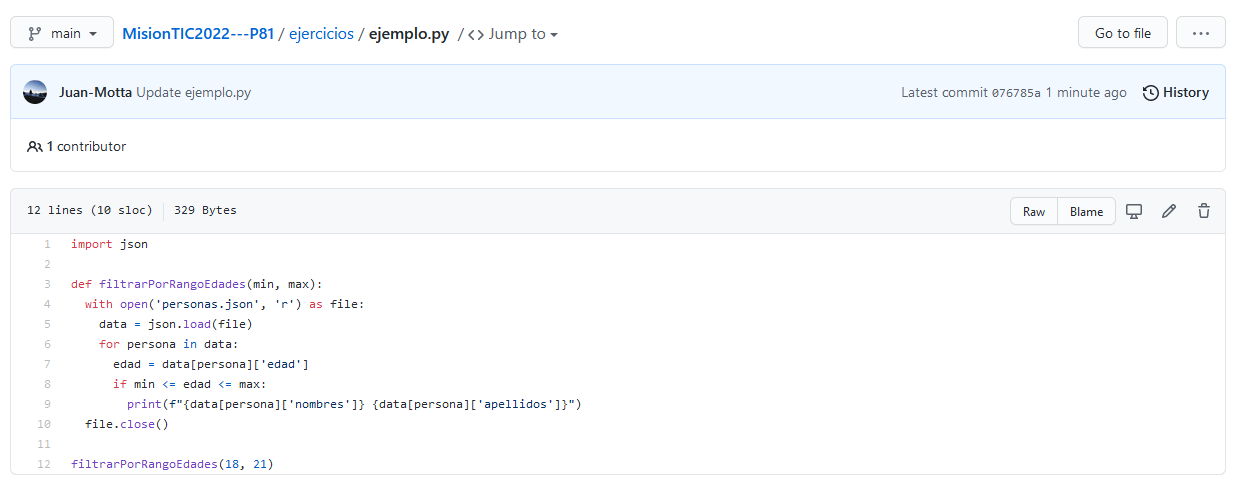 main MisionTIC2022---P81 / ejercicios / ejemplo.py / <> Jump to Go to file ...
Juan-Motta Update ejemplo.py Latest commit 076785a 1 minute ago History
1 contributor
12 lines (10 sloc) 329 Bytes Raw Blame
1 import json
2
3 def filtrarPorRangoEdades(min, max):
4   with open('personas.json', 'r') as file:
5     data = json.load(file)
6     for persona in data:
7       edad = data[persona]['edad']
8       if min <= edad <= max:
9         print(f"{data[persona]['nombres']} {data[persona]['apellidos']}")
10   file.close()
11
12 filtrarPorRangoEdades(18, 21)